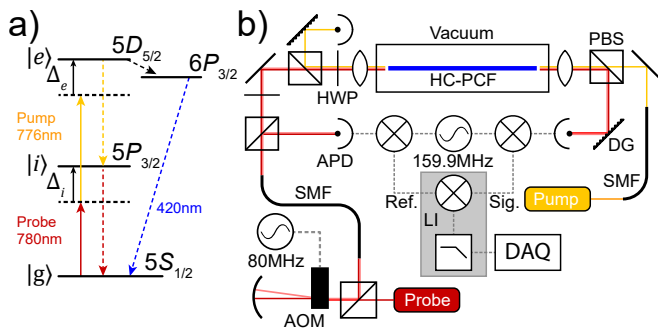 a)
|e⟩ 5D5/2
6P3/2
Δe
Pump
776nm
|i⟩ 5P3/2
Δi
Probe
780nm
420nm
|g⟩ 5S1/2
b)
Vacuum
PBS
HWP
HC-PCF
APD
159.9MHz
DG
SMF
SMF
Ref.
Sig.
Pump
LI
80MHz
DAQ
AOM
Probe